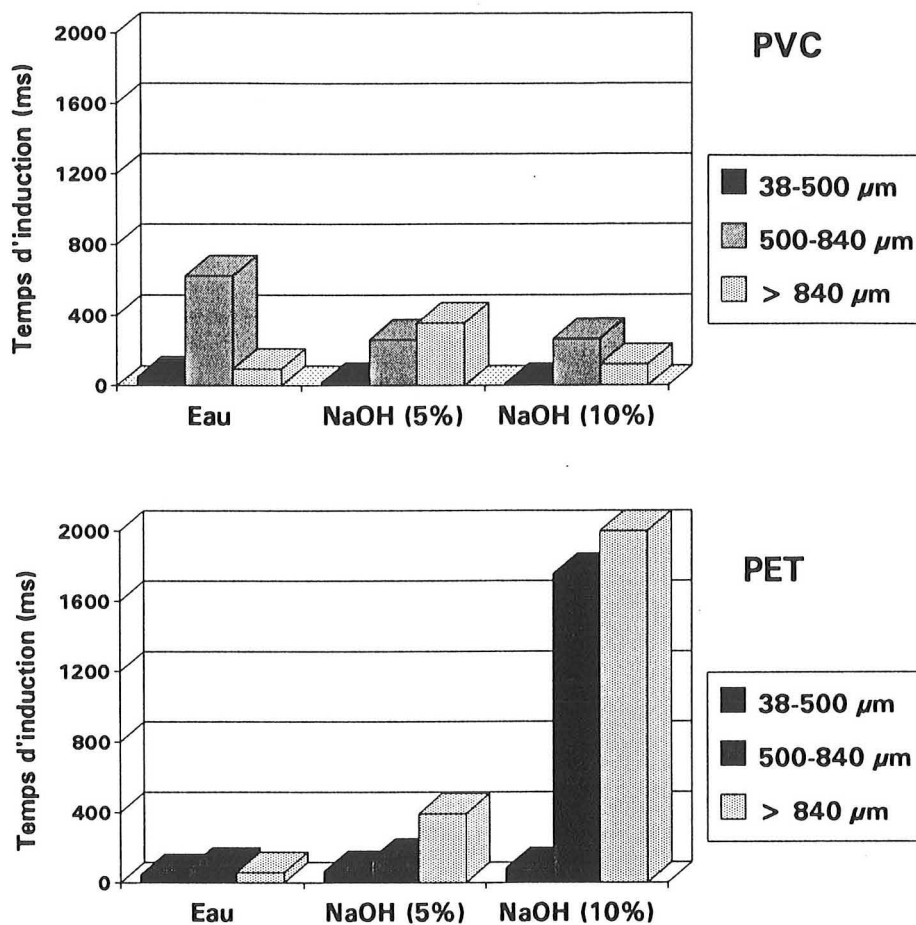 PVC
Temps d'induction (ms)
2000
1600
1200
800
400
0
Eau
NaOH (5%)
NaOH (10%)
38-500 µm
500-840 µm
> 840 µm
PET
Temps d'induction (ms)
2000
1600
1200
800
400
0
Eau
NaOH (5%)
NaOH (10%)
38-500 µm
500-840 µm
> 840 µm